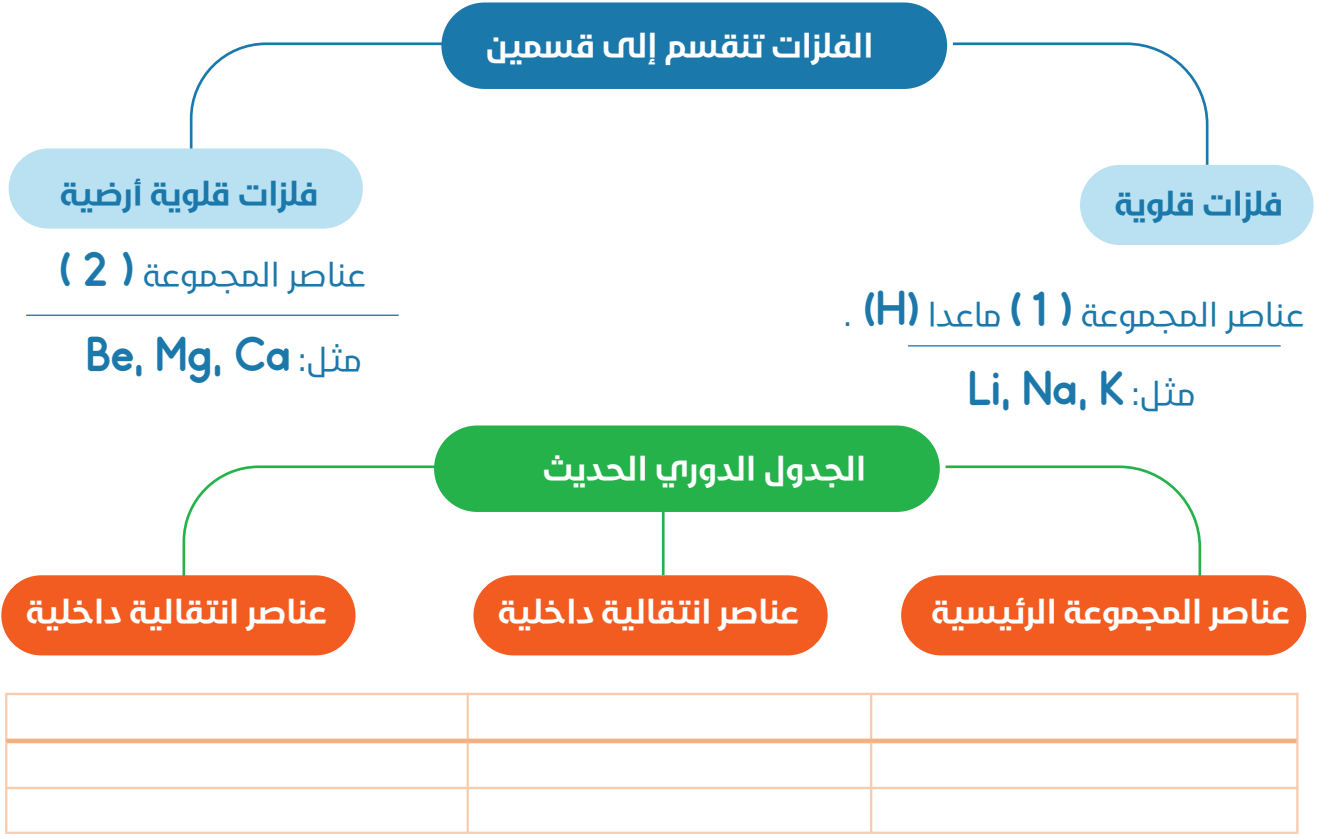 الفلزات تنقسم إلى قسمين
فلزات قلوية
عناصر المجموعة ( 1 ) ماعدا (H) .
مثل: Li, Na, K
فلزات قلوية أرضية
عناصر المجموعة ( 2 )
مثل: Be, Mg, Ca
الجدول الدوري الحديث
عناصر المجموعة الرئيسية
عناصر انتقالية داخلية
عناصر انتقالية داخلية